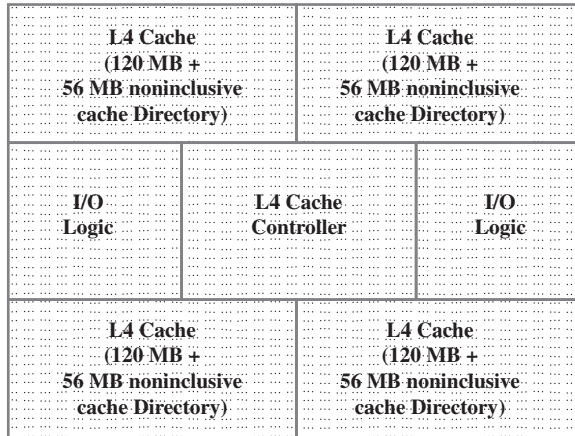 L4 Cache
(120 MB +
56 MB noninclusive
cache Directory)
L4 Cache
(120 MB +
56 MB noninclusive
cache Directory)
I/O
Logic
L4 Cache
Controller
I/O
Logic
L4 Cache
(120 MB +
56 MB noninclusive
cache Directory)
L4 Cache
(120 MB +
56 MB noninclusive
cache Directory)